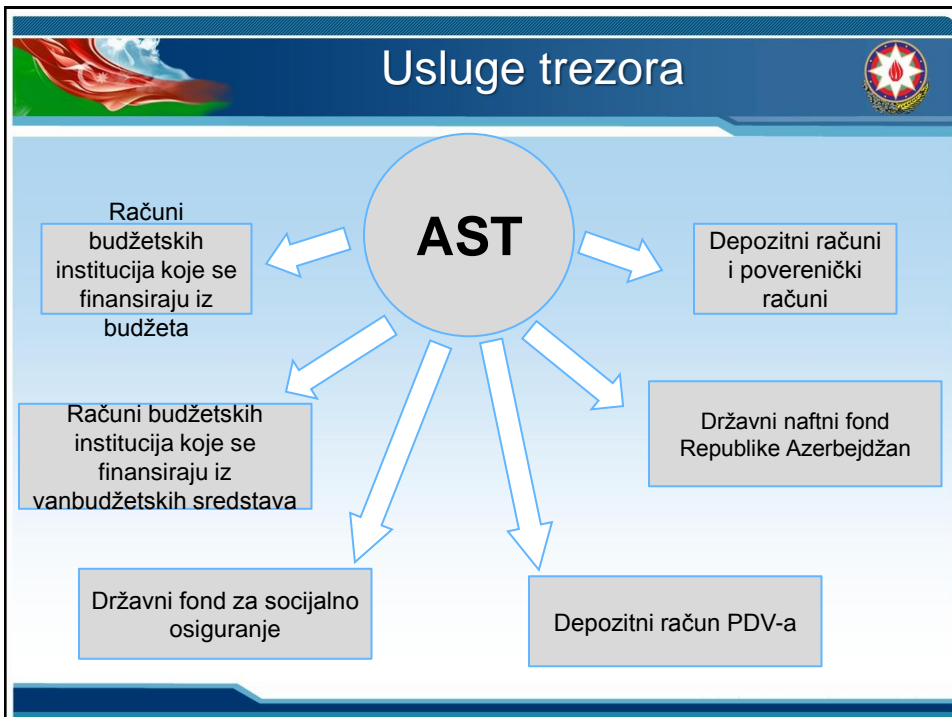 Usluge trezora
AST
Računi
budžetskih
institucija koje se
finansiraju iz
budžeta
Depozitni računi
i poverenički
računi
Računi budžetskih
institucija koje se
finansiraju iz
vanbudžetskih sredstava
Državni naftni fond
Republike Azerbejdžan
Državni fond za socijalno
osiguranje
Depozitni račun PDV-a